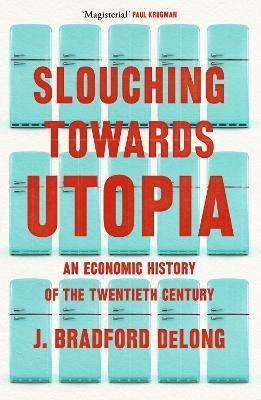 'Magisterial' PAUL KRUGMAN
SLOUCHING
TOWARDS
UTOPIA
AN ECONOMIC HISTORY
OF THE TWENTIETH CENTURY
J. BRADFORD DeLONG